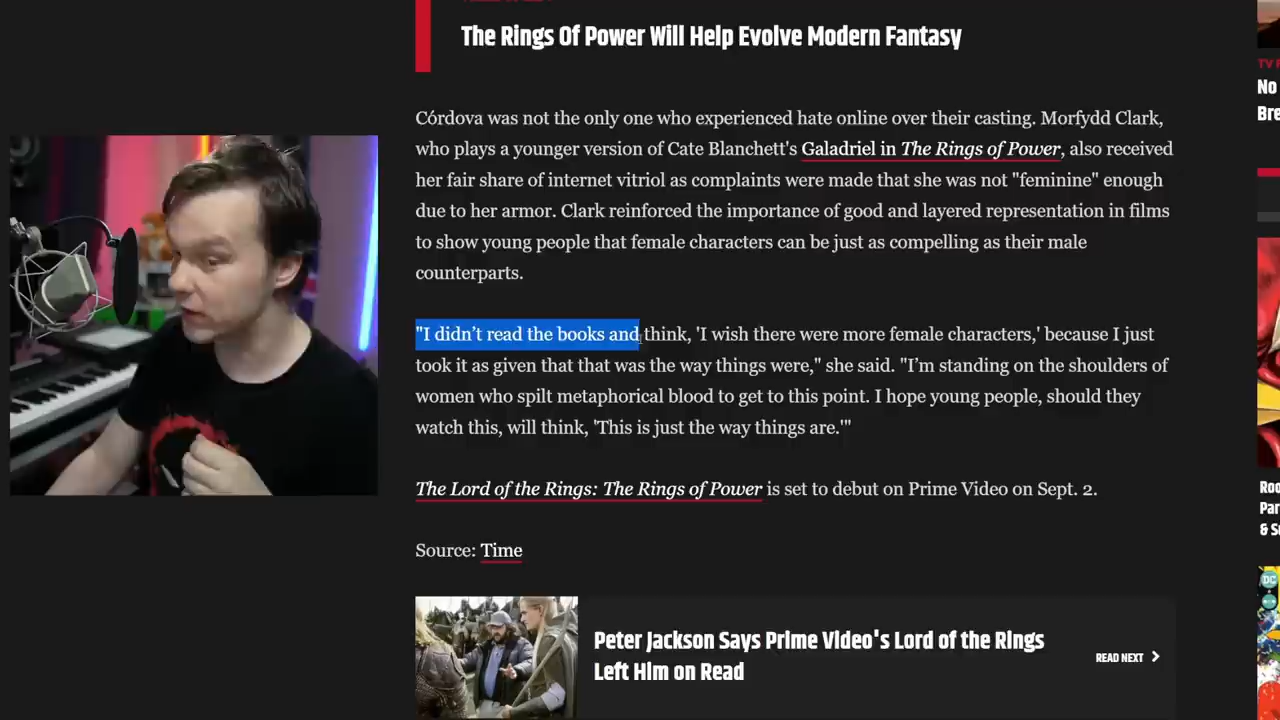 The Rings Of Power Will Help Evolve Modern Fantasy
Córdova was not the only one who experienced hate online over their casting. Morfydd Clark,
who plays a younger version of Cate Blanchett's Galadriel in The Rings of Power, also received
her fair share of internet vitriol as complaints were made that she was not "feminine" enough
due to her armor. Clark reinforced the importance of good and layered representation in films
to show young people that female characters can be just as compelling as their male
counterparts.
"I didn’t read the books and think, 'I wish there were more female characters,' because I just
took it as given that that was the way things were," she said. "I’m standing on the shoulders of
women who spilt metaphorical blood to get to this point. I hope young people, should they
watch this, will think, 'This is just the way things are.'"
The Lord of the Rings: The Rings of Power is set to debut on Prime Video on Sept. 2.
Source: Time
Peter Jackson Says Prime Video's Lord of the Rings
Left Him on Read
READ NEXT
TV
No
DC